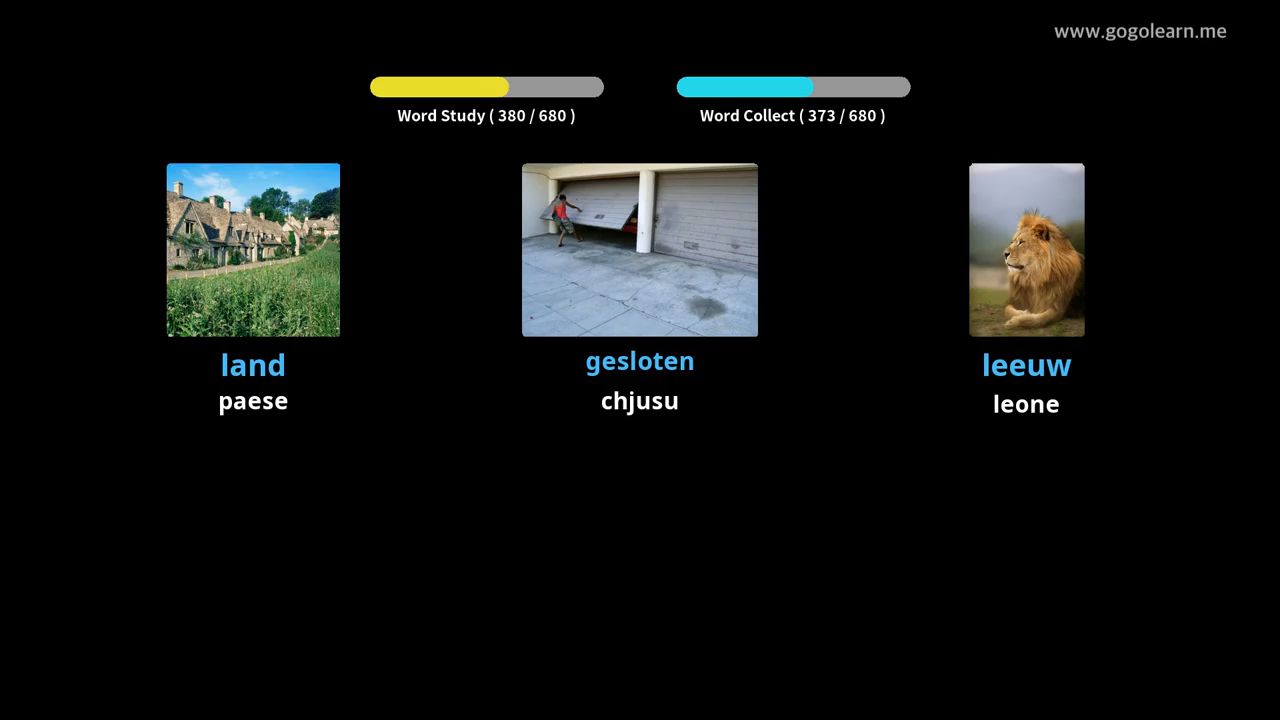 www.gogolearn.me
Word Study ( 380 / 680 )
Word Collect ( 373 / 680 )
land
paese
gesloten
chjusu
leeuw
leone